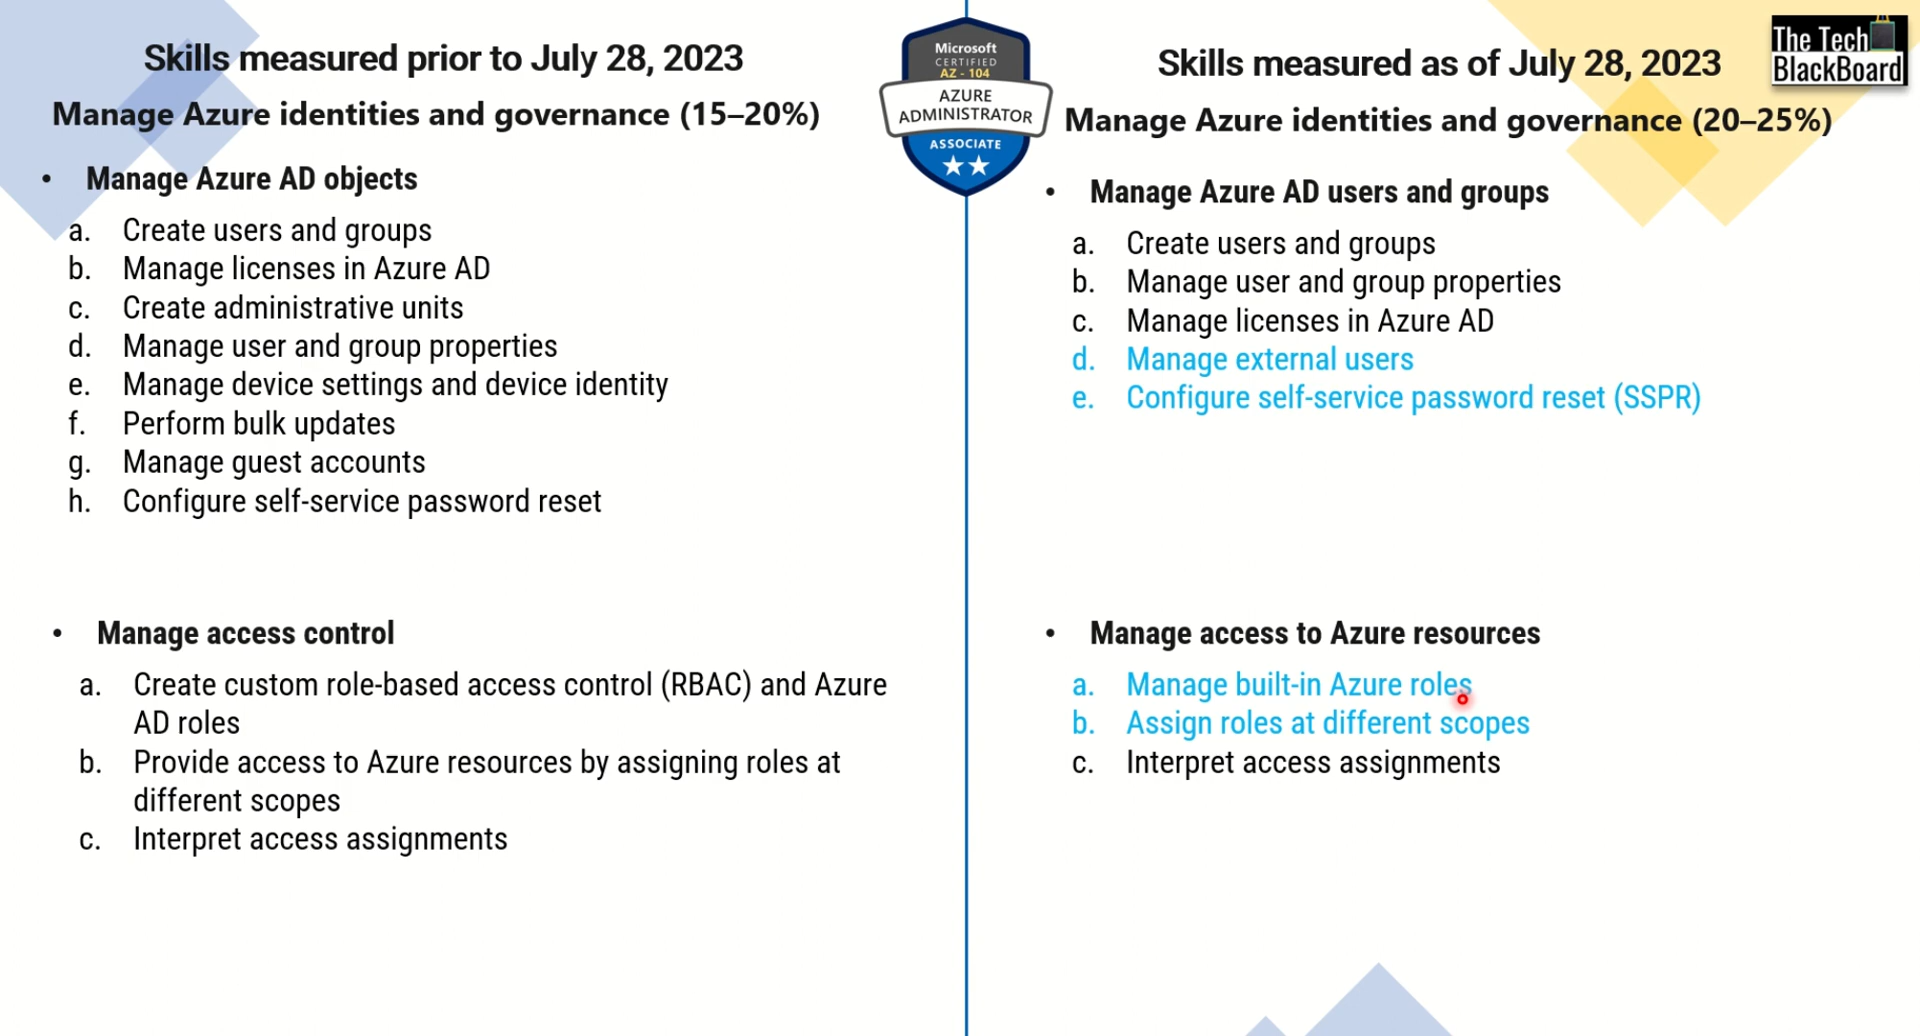 Skills measured prior to July 28, 2023
Manage Azure identities and governance (15–20%)
• Manage Azure AD objects
a. Create users and groups
b. Manage licenses in Azure AD
c. Create administrative units
d. Manage user and group properties
e. Manage device settings and device identity
f. Perform bulk updates
g. Manage guest accounts
h. Configure self-service password reset
• Manage access control
a. Create custom role-based access control (RBAC) and Azure
AD roles
b. Provide access to Azure resources by assigning roles at
different scopes
c. Interpret access assignments
Microsoft
CERTIFIED
AZ - 104
AZURE
ADMINISTRATOR
ASSOCIATE
Skills measured as of July 28, 2023
Manage Azure identities and governance (20–25%)
• Manage Azure AD users and groups
a. Create users and groups
b. Manage user and group properties
c. Manage licenses in Azure AD
d. Manage external users
e. Configure self-service password reset (SSPR)
• Manage access to Azure resources
a. Manage built-in Azure roles
b. Assign roles at different scopes
c. Interpret access assignments
The Tech
BlackBoard